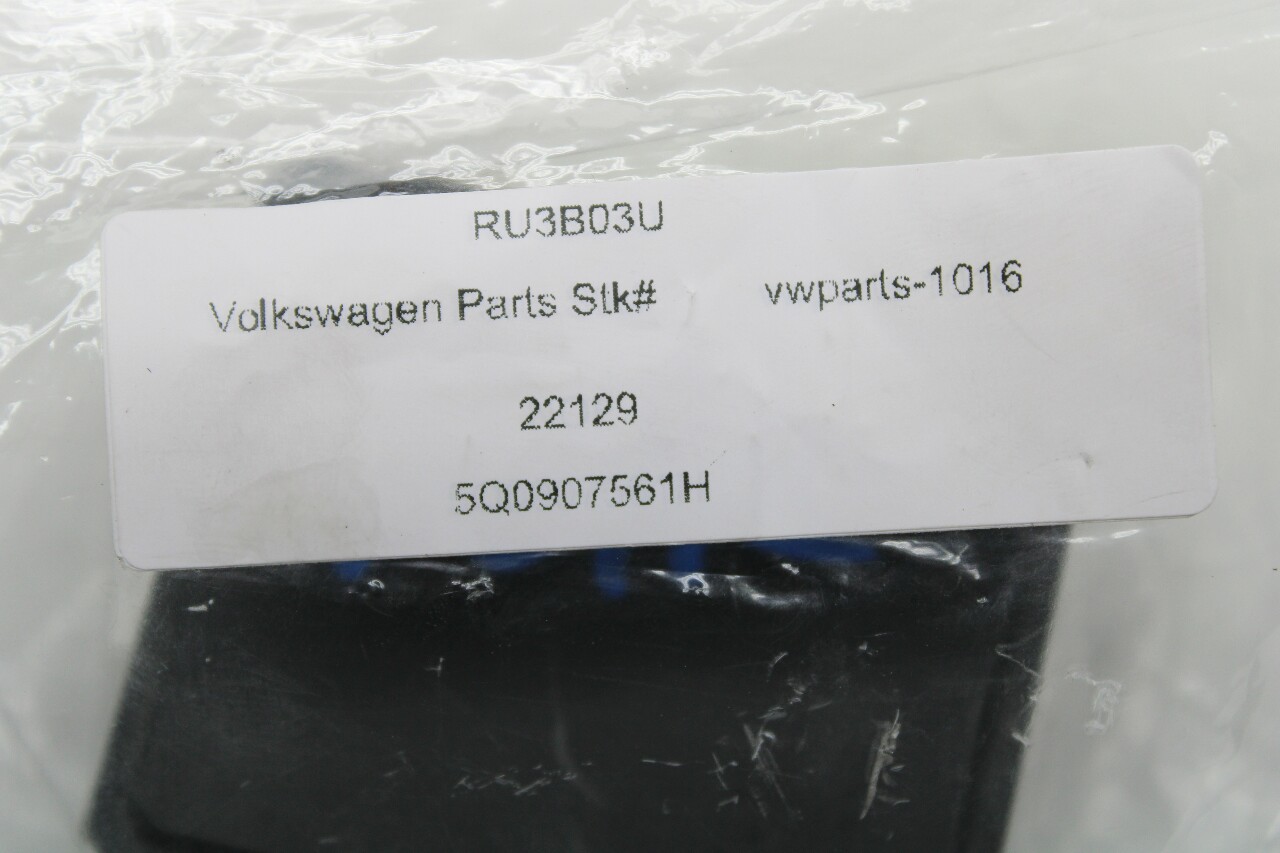 RU3B03U
Volkswagen Parts Stk# vwparts-1016
22129
5Q0907561H